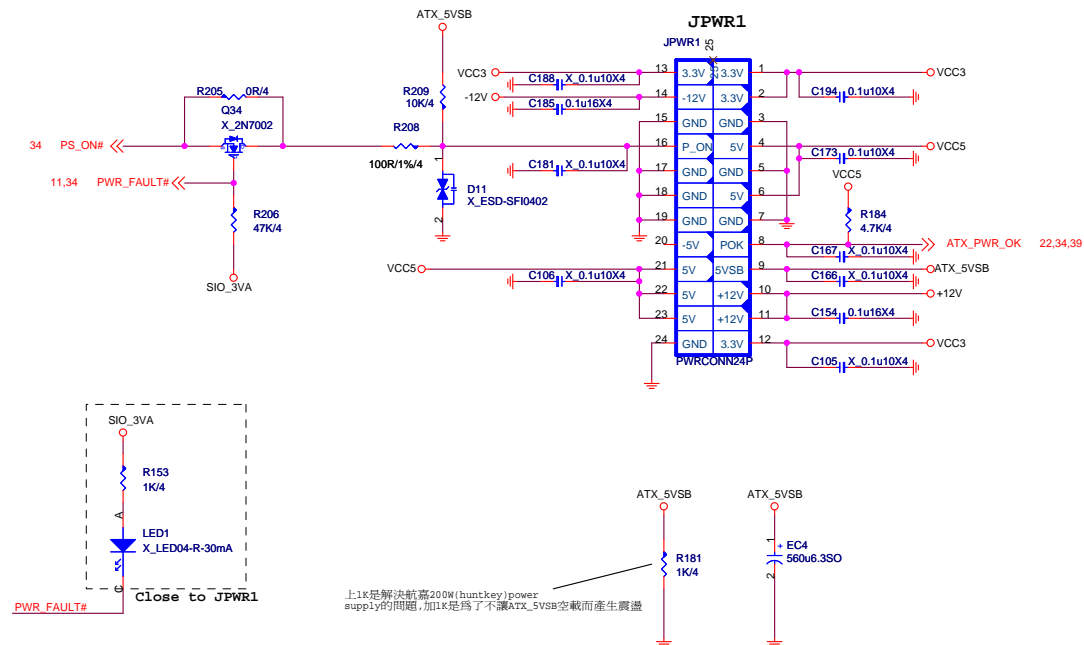 JPWR1
ATX_5VSB
JPWR1
25
R205
0R/4
Q34
X_2N7002
34 PS_ON#
11,34 PWR_FAULT#
R206
47K/4
SIO_3VA
R209
10K/4
R208
100R/1%/4
1
D11
X_ESD-SFI0402
2
VCC3
C188 X_0.1u10X4
-12V
C185 0.1u16X4
C181 X_0.1u10X4
VCC5
C106 X_0.1u10X4
13 3.3V 3.3V 1
14 -12V 3.3V 2
15 GND GND 3
16 P_ON 5V 4
17 GND GND 5
18 GND 5V 6
19 GND GND 7
20 -5V POK 8
21 5V 5VSB 9
22 5V +12V 10
23 5V +12V 11
24 GND 3.3V 12
PWRCONN24P
VCC3
C194 0.1u10X4
VCC5
C173 0.1u10X4
VCC5
R184
4.7K/4
ATX_PWR_OK 22,34,39
C167 X_0.1u10X4
ATX_5VSB
C166 X_0.1u10X4
+12V
C154 0.1u16X4
VCC3
C105 X_0.1u10X4
SIO_3VA
R153
1K/4
A
LED1
X_LED04-R-30mA
C
Close to JPWR1
PWR_FAULT#
上1K是解決航嘉200W(huntkey)power
supply的問題,加1K是爲了不讓ATX_5VSB空載而產生震盪
ATX_5VSB
R181
1K/4
ATX_5VSB
1
+ EC4
560u6.3SO
2